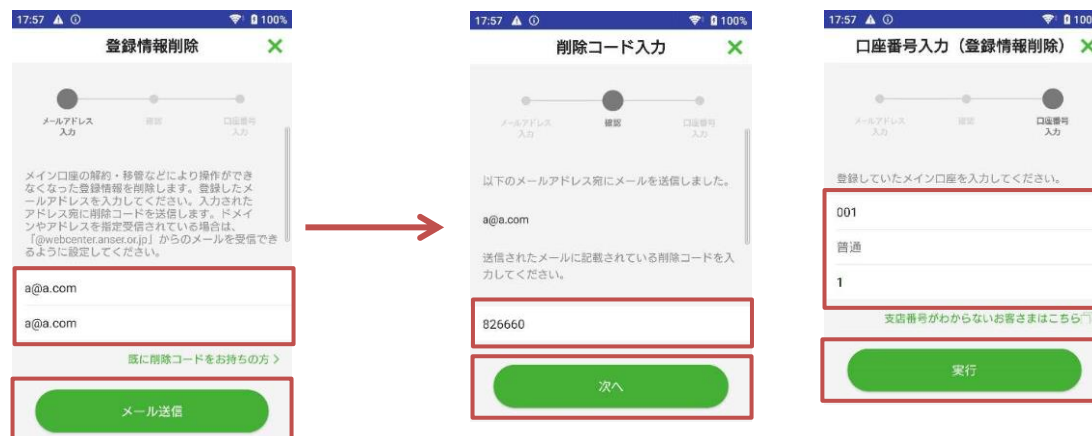 17:57 100%
登録情報削除
メールアドレス
入力
確認
口座番号
入力
メイン口座の解約・移管などにより操作ができ
なくなった登録情報を削除します。登録したメ
ールアドレスを入力してください。入力された
アドレス宛に削除コードを送信します。ドメイ
ンやアドレスを指定受信されている場合は、
「@webcenter.anser.or.jp」からのメールを受信でき
るように設定してください。
a@a.com
a@a.com
既に削除コードをお持ちの方 >
メール送信
17:57 100%
削除コード入力
メールアドレス
入力
確認
口座番号
入力
以下のメールアドレス宛にメールを送信しました。
a@a.com
送信されたメールに記載されている削除コードを入
力してください。
826660
次へ
17:57 100
口座番号入力（登録情報削除）
メールアドレス
入力
確認
口座番号
入力
登録していたメイン口座を入力してください。
001
普通
1
支店番号がわからないお客さまはこちら
実行